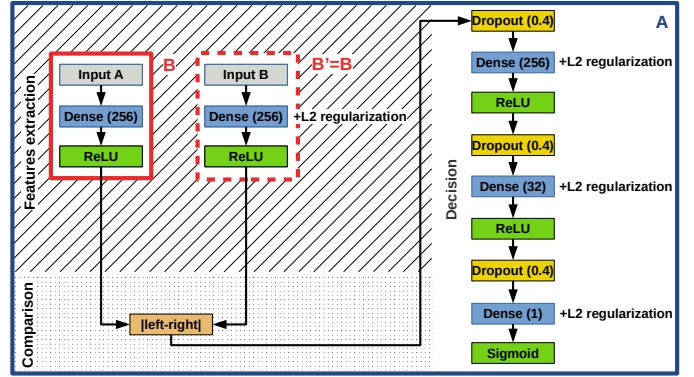 A
B
B'=B
Features extraction
Input A
Dense (256)
ReLU
Input B
Dense (256)
+L2 regularization
ReLU
Comparison
|left-right|
Decision
Dropout (0.4)
Dense (256)
+L2 regularization
ReLU
Dropout (0.4)
Dense (32)
+L2 regularization
ReLU
Dropout (0.4)
Dense (1)
+L2 regularization
Sigmoid